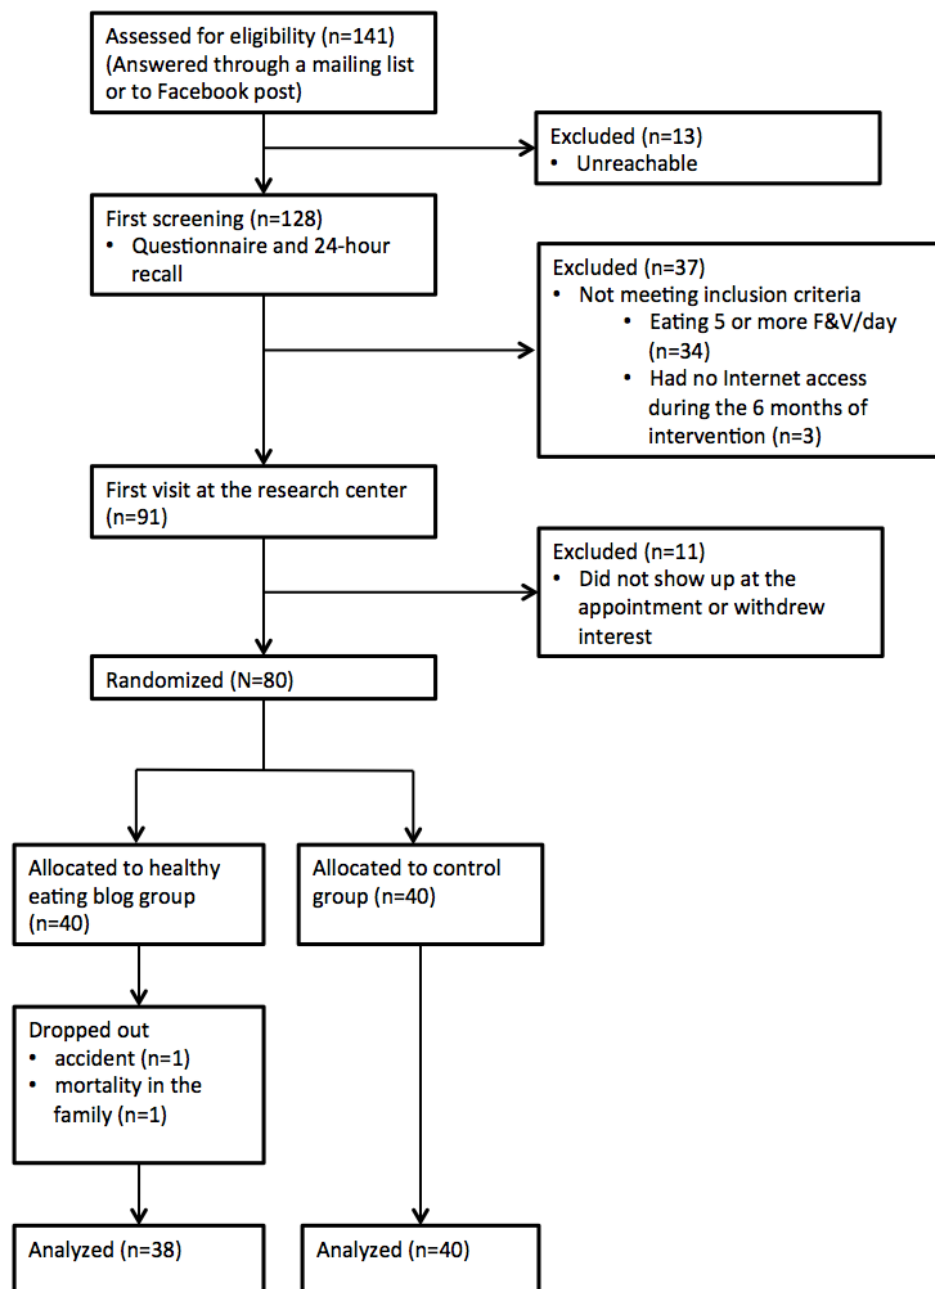 Assessed for eligibility (n=141)
(Answered through a mailing list
or to Facebook post)
Excluded (n=13)
• Unreachable
First screening (n=128)
• Questionnaire and 24-hour
recall
Excluded (n=37)
• Not meeting inclusion criteria
• Eating 5 or more F&V/day
(n=34)
• Had no Internet access
during the 6 months of
intervention (n=3)
First visit at the research center
(n=91)
Excluded (n=11)
• Did not show up at the
appointment or withdrew
interest
Randomized (N=80)
Allocated to healthy
eating blog group
(n=40)
Allocated to control
group (n=40)
Dropped out
• accident (n=1)
• mortality in the
family (n=1)
Analyzed (n=38)
Analyzed (n=40)